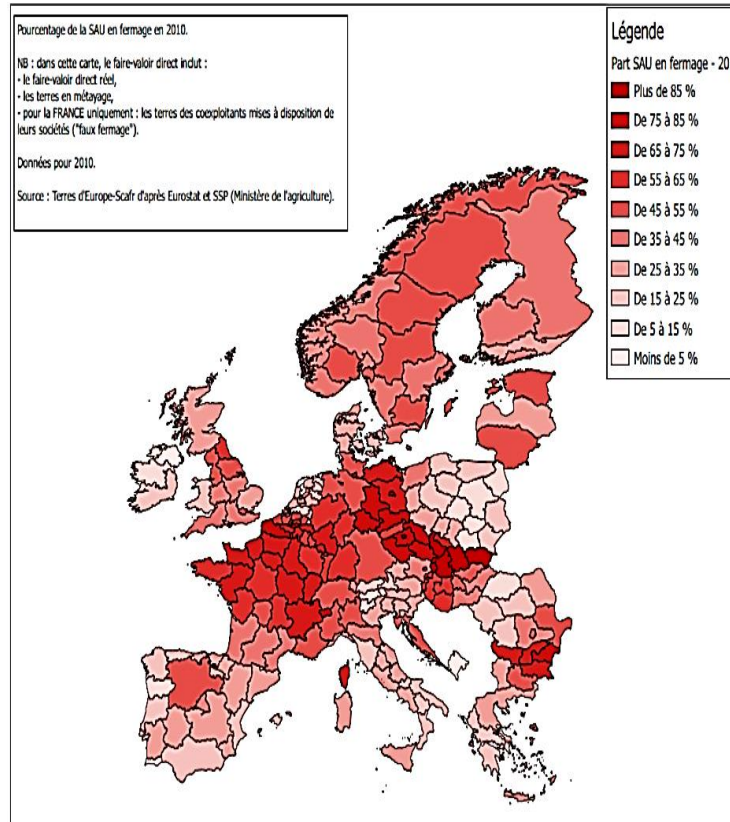 Pourcentage de la SAU en fermage en 2010.
NB : dans cette carte, le faire-valoir direct inclut :
- le faire-valoir direct réel,
- les terres en métayage,
- pour la FRANCE uniquement : les terres des coexploitants mises à disposition de
leurs sociétés ("faux fermage").
Données pour 2010.
Source : Terres d'Europe-Scafr d'après Eurostat et SSP (Ministère de l'agriculture).
Légende
Part SAU en fermage - 20
Plus de 85 %
De 75 à 85 %
De 65 à 75 %
De 55 à 65 %
De 45 à 55 %
De 35 à 45 %
De 25 à 35 %
De 15 à 25 %
De 5 à 15 %
Moins de 5 %